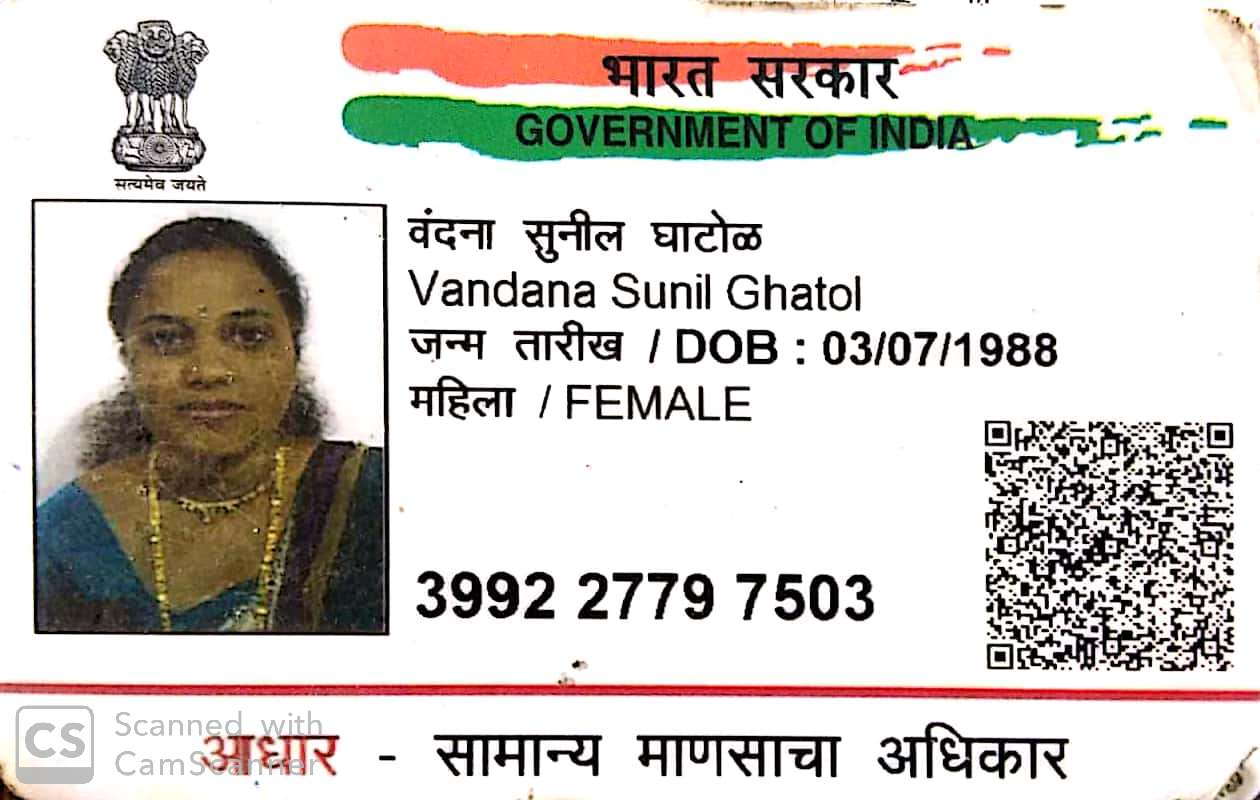 भारत सरकार
GOVERNMENT OF INDIA
सत्यमेव जयते
वंदना सुनील घाटोळ
Vandana Sunil Ghatol
जन्म तारीख / DOB : 03/07/1988
महिला / FEMALE
3992 2779 7503
आधार - सामान्य माणसाचा अधिकार
CS Scanned with
CamScanner